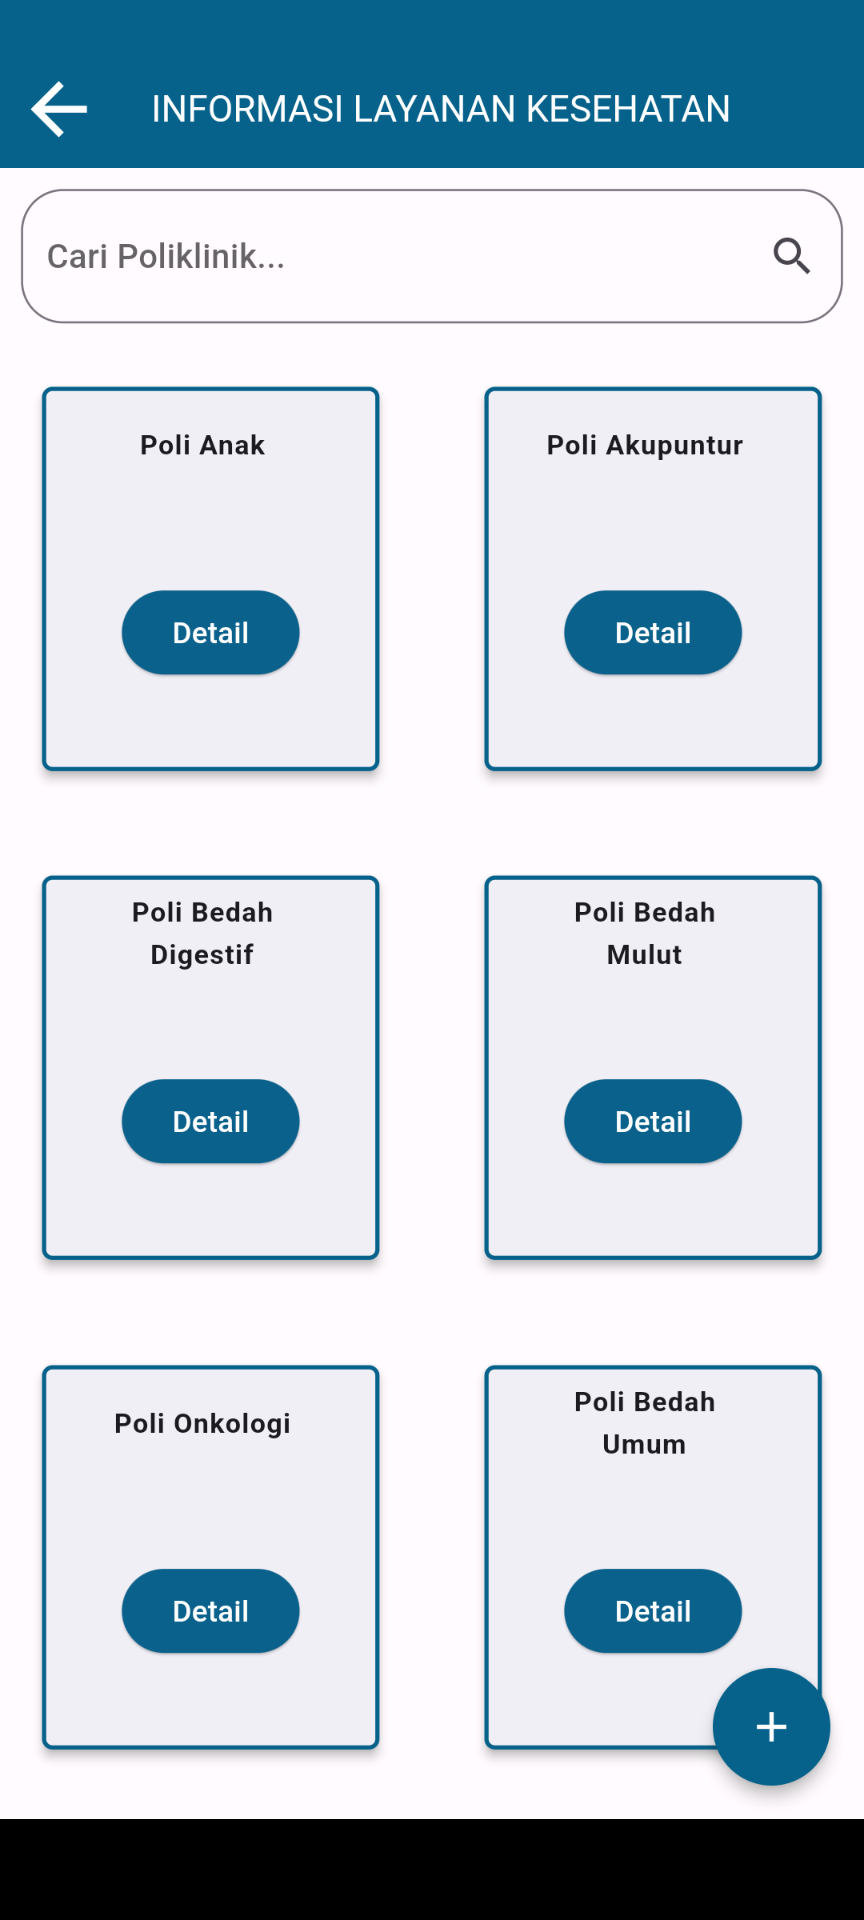 INFORMASI LAYANAN KESEHATAN
Cari Poliklinik...
Poli Anak
Detail
Poli Akupuntur
Detail
Poli Bedah
Digestif
Detail
Poli Bedah
Mulut
Detail
Poli Onkologi
Detail
Poli Bedah
Umum
Detail
+